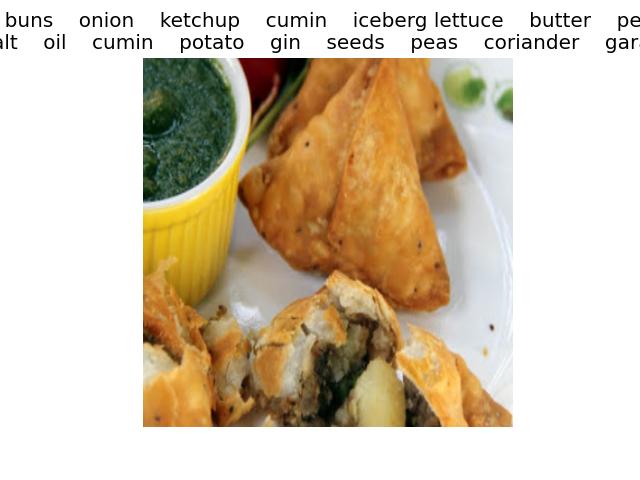 buns onion ketchup cumin iceberg lettuce butter
oil cumin potato gin seeds peas coriander